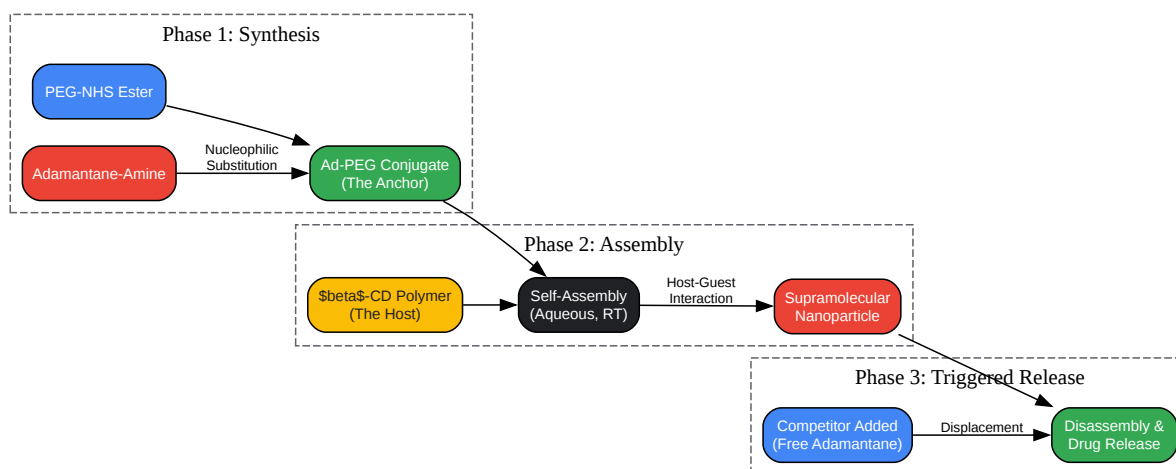 Phase 1: Synthesis
PEG-NHS Ester
Adamantane-Amine
Nucleophilic
Substitution
Ad-PEG Conjugate
(The Anchor)
Phase 2: Assembly
$beta$-CD Polymer
(The Host)
Self-Assembly
(Aqueous, RT)
Host-Guest
Interaction
Supramolecular
Nanoparticle
Phase 3: Triggered Release
Competitor Added
(Free Adamantane)
Displacement
Disassembly &
Drug Release